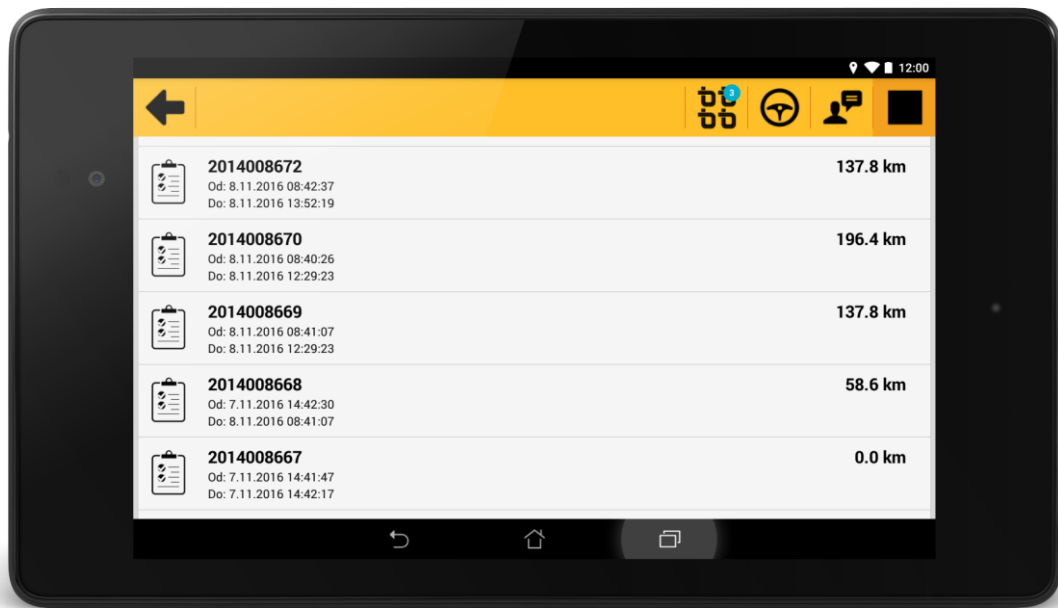 12:00
3
2014008672
137.8 km
Od: 8.11.2016 08:42:37
Do: 8.11.2016 13:52:19
2014008670
196.4 km
Od: 8.11.2016 08:40:26
Do: 8.11.2016 12:29:23
2014008669
137.8 km
Od: 8.11.2016 08:41:07
Do: 8.11.2016 12:29:23
2014008668
58.6 km
Od: 7.11.2016 14:42:30
Do: 8.11.2016 08:41:07
2014008667
0.0 km
Od: 7.11.2016 14:41:47
Do: 7.11.2016 14:42:17